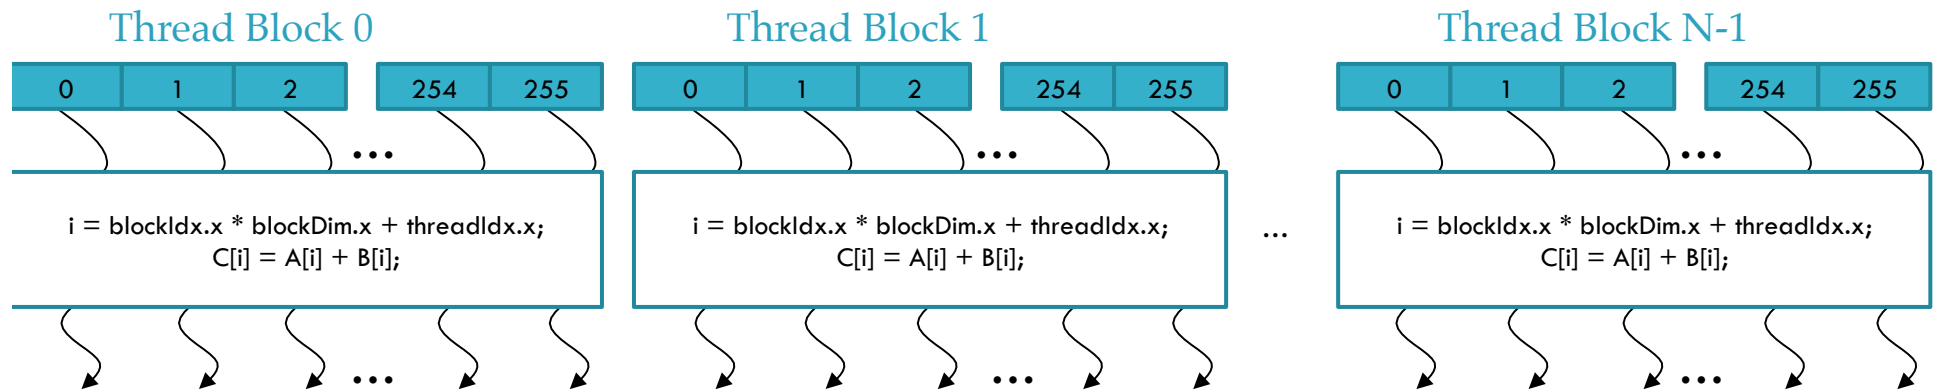 Thread Block 0 Thread Block 1 Thread Block N-1
0 1 2 254 255 0 1 2 254 255 0 1 2 254 255
... ... ...
i = blockIdx.x * blockDim.x + threadIdx.x; i = blockIdx.x * blockDim.x + threadIdx.x; ... i = blockIdx.x * blockDim.x + threadIdx.x;
C[i] = A[i] + B[i]; C[i] = A[i] + B[i]; C[i] = A[i] + B[i];
... ... ...